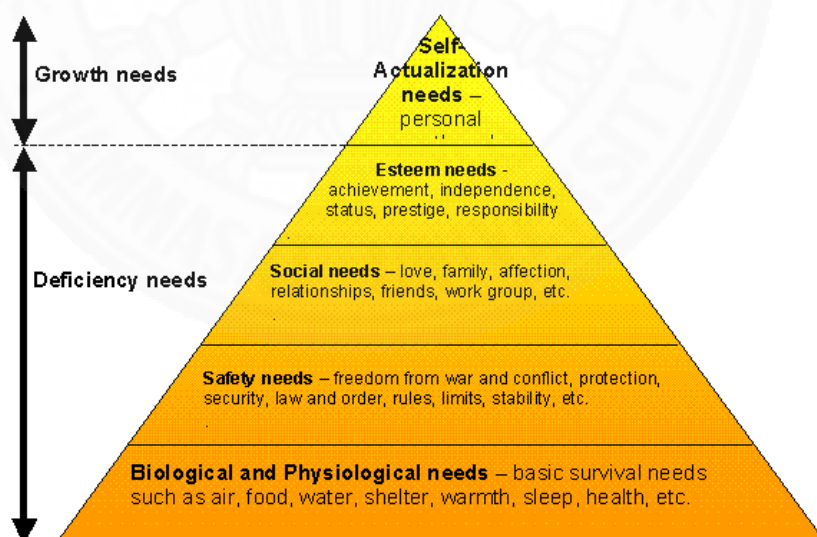 Growth needs
Self-
Actualization
needs –
personal
Esteem needs -
achievement, independence,
status, prestige, responsibility
Deficiency needs
Social needs – love, family, affection,
relationships, friends, work group, etc.
Safety needs – freedom from war and conflict, protection,
security, law and order, rules, limits, stability, etc.
Biological and Physiological needs – basic survival needs
such as air, food, water, shelter, warmth, sleep, health, etc.